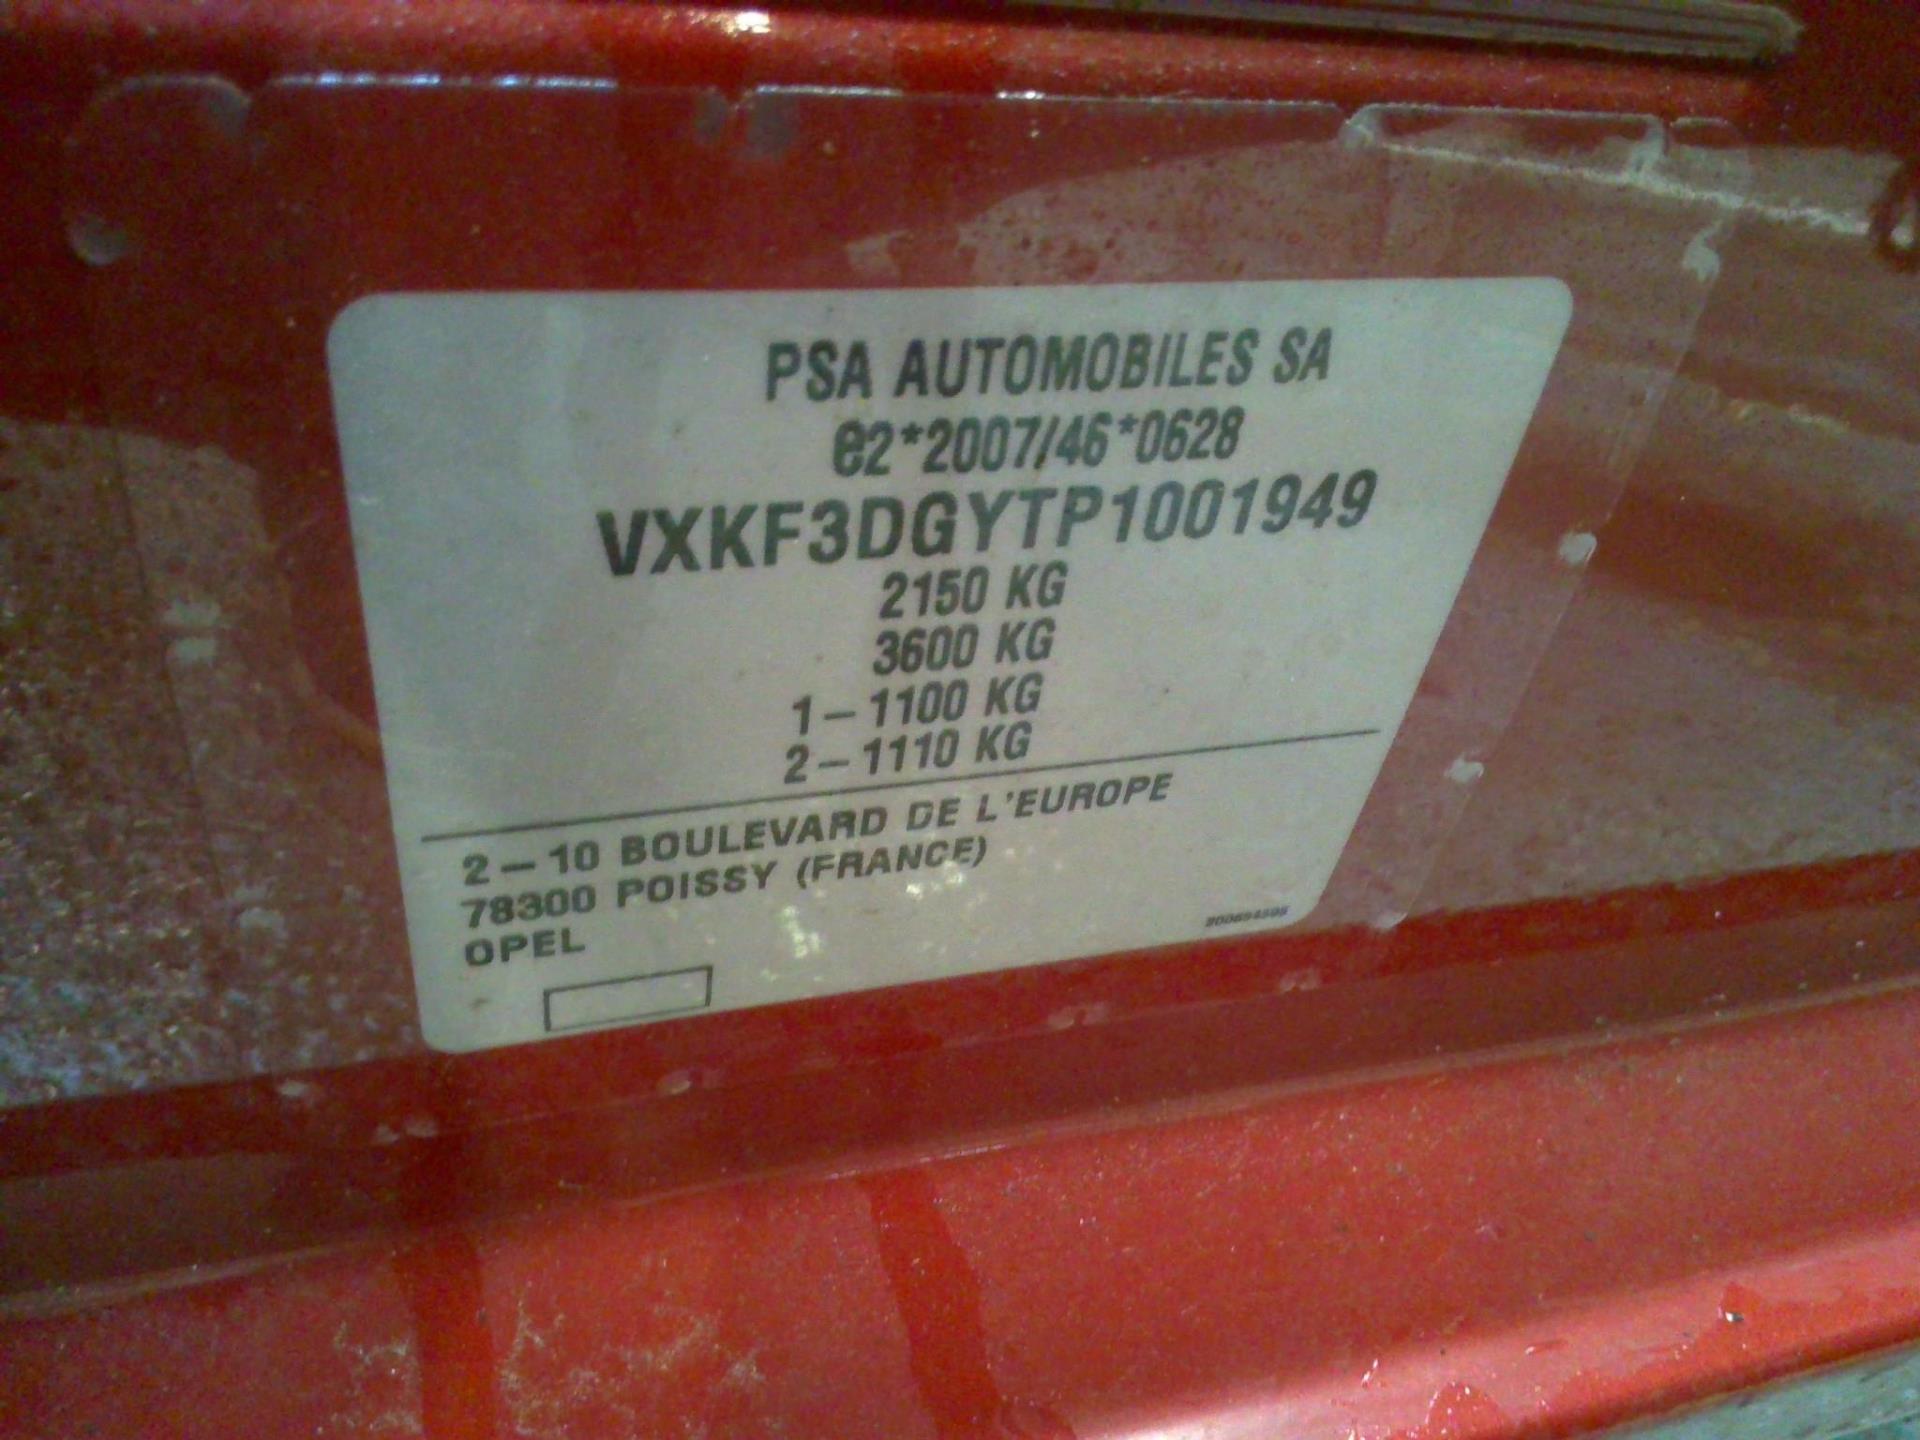 PSA AUTOMOBILES SA
e2*2007/46*0628
VXKF3DGYTP1001949
2150 KG
3600 KG
1-1100 KG
2-1110 KG
2-10 BOULEVARD DE L'EUROPE
78300 POISSY (FRANCE)
OPEL